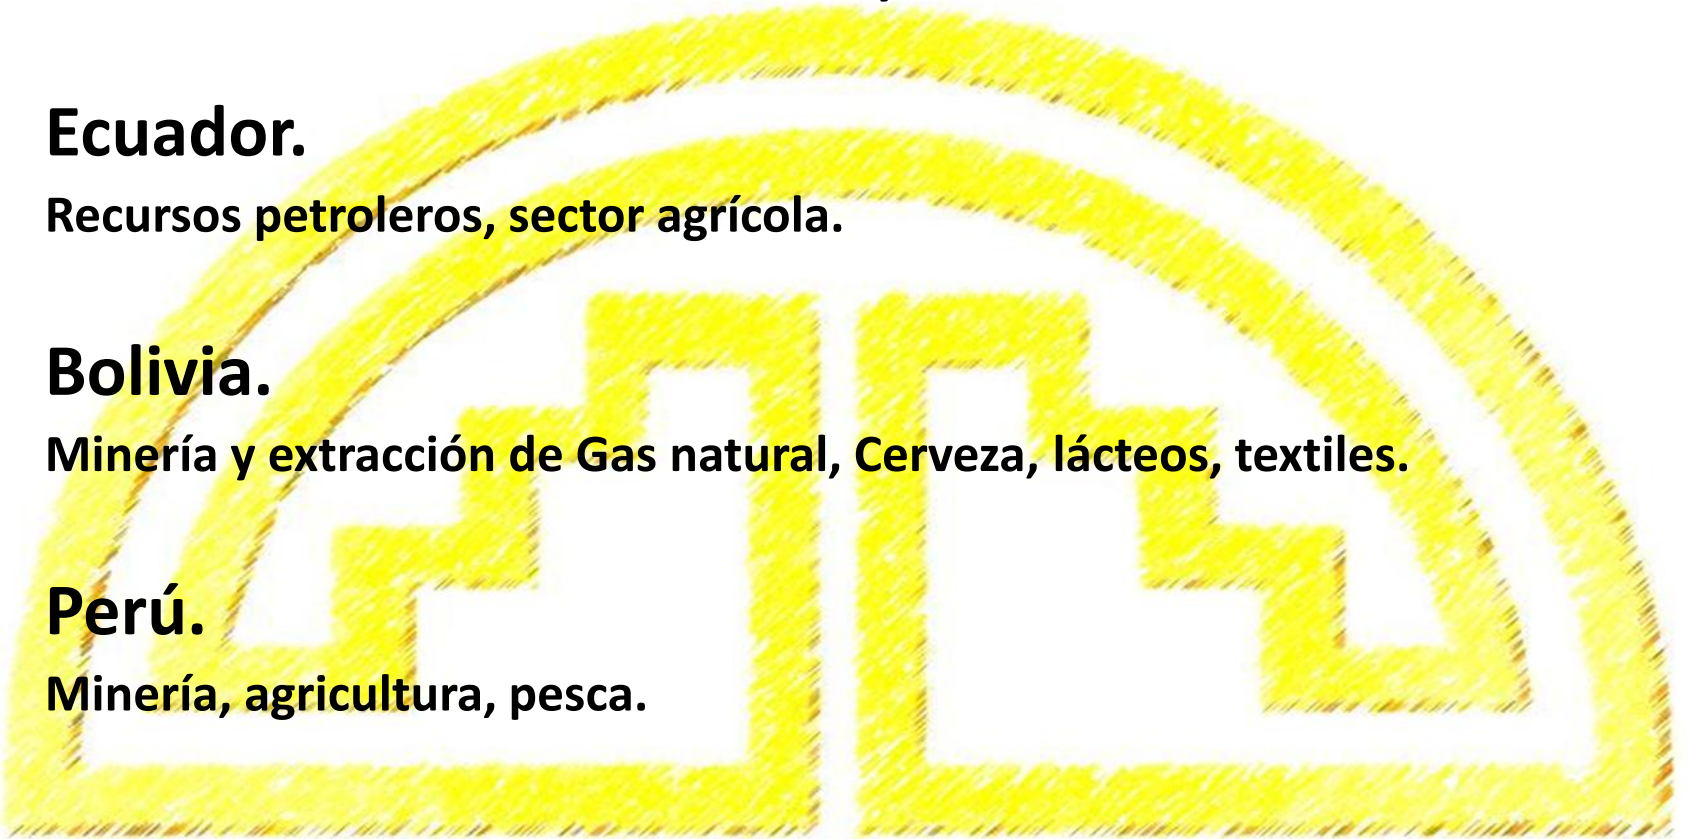 Ecuador.
Recursos petroleros, sector agrícola.
Bolivia.
Minería y extracción de Gas natural, Cerveza, lácteos, textiles.
Perú.
Minería, agricultura, pesca.